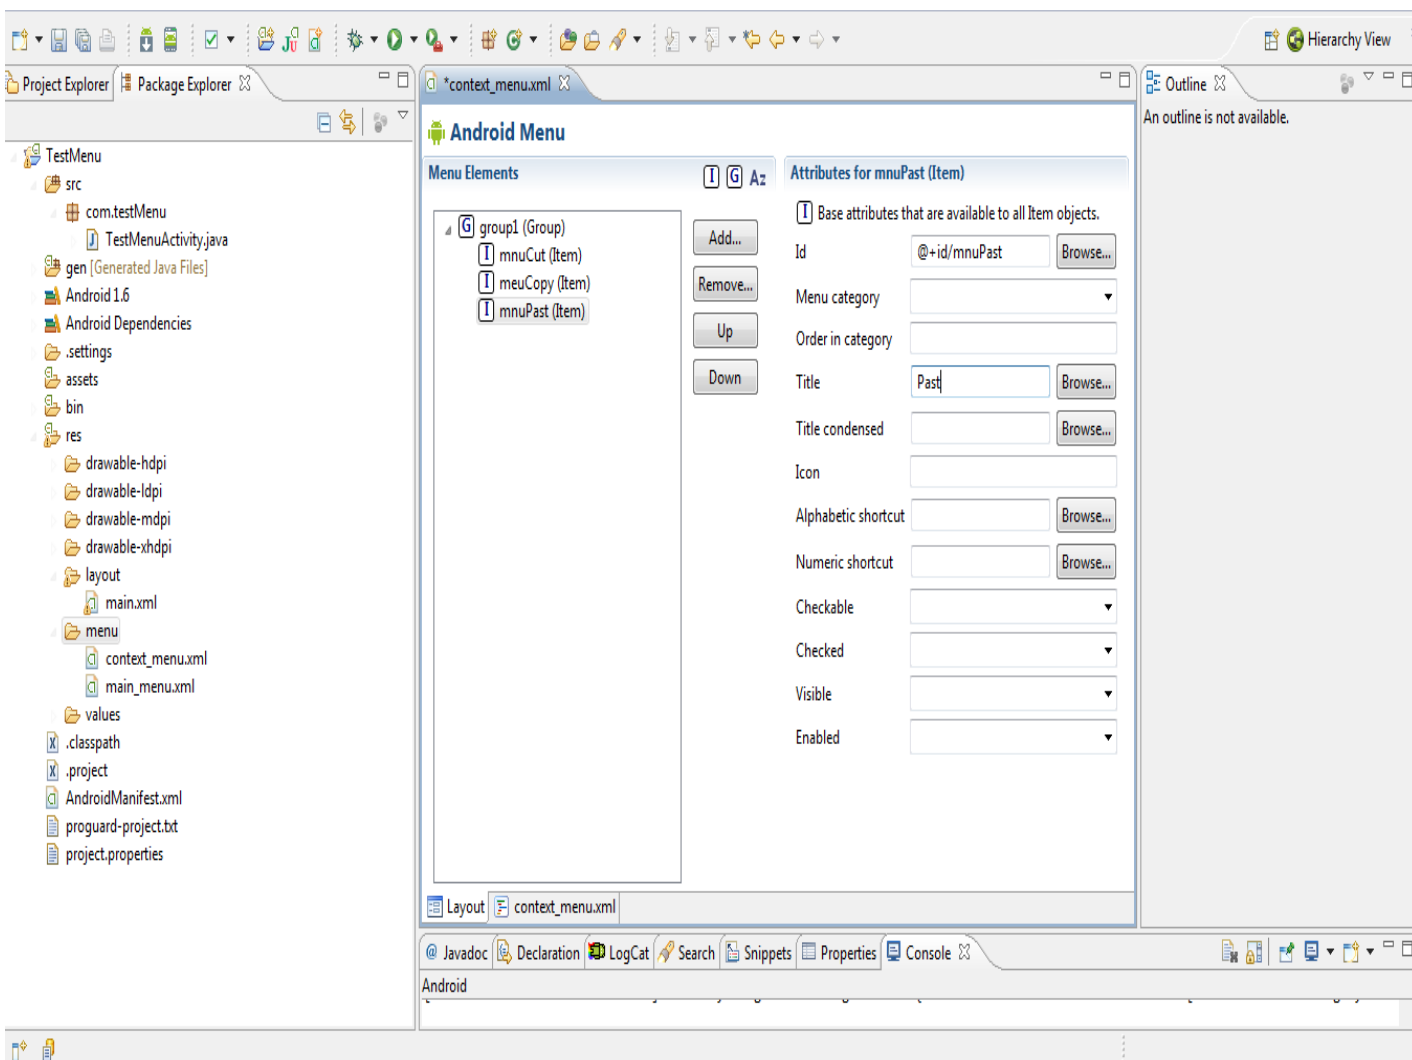 Hierarchy View
Project Explorer
Package Explorer
TestMenu
src
com.testMenu
TestMenuActivity.java
gen [Generated Java Files]
Android 1.6
Android Dependencies
.settings
assets
bin
res
drawable-hdpi
drawable-ldpi
drawable-mdpi
drawable-xhdpi
layout
main.xml
menu
context_menu.xml
main_menu.xml
values
.classpath
.project
AndroidManifest.xml
proguard-project.txt
project.properties
*context_menu.xml
Android Menu
Menu Elements
I G Az
G group1 (Group)
I mnuCut (Item)
I meuCopy (Item)
I mnuPast (Item)
Add...
Remove...
Up
Down
Attributes for mnuPast (Item)
I Base attributes that are available to all Item objects.
Id @+id/mnuPast Browse...
Menu category
Order in category
Title Past Browse...
Title condensed Browse...
Icon
Alphabetic shortcut Browse...
Numeric shortcut Browse...
Checkable
Checked
Visible
Enabled
Layout context_menu.xml
Outline
An outline is not available.
@ Javadoc Declaration LogCat Search Snippets Properties Console
Android